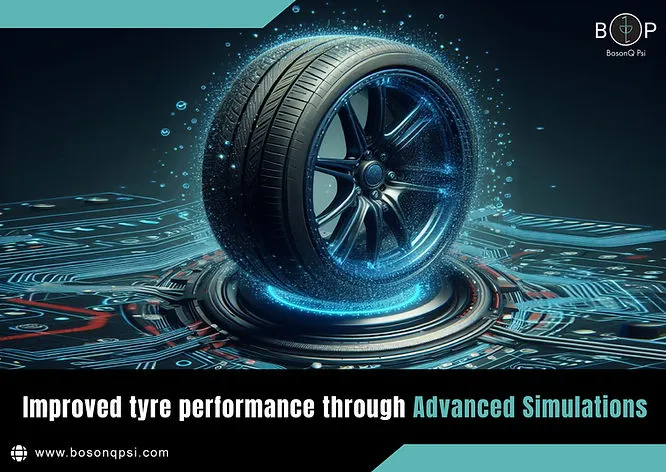 B P
BosonQ Psi
Improved tyre performance through Advanced Simulations
www.bosonqpsi.com